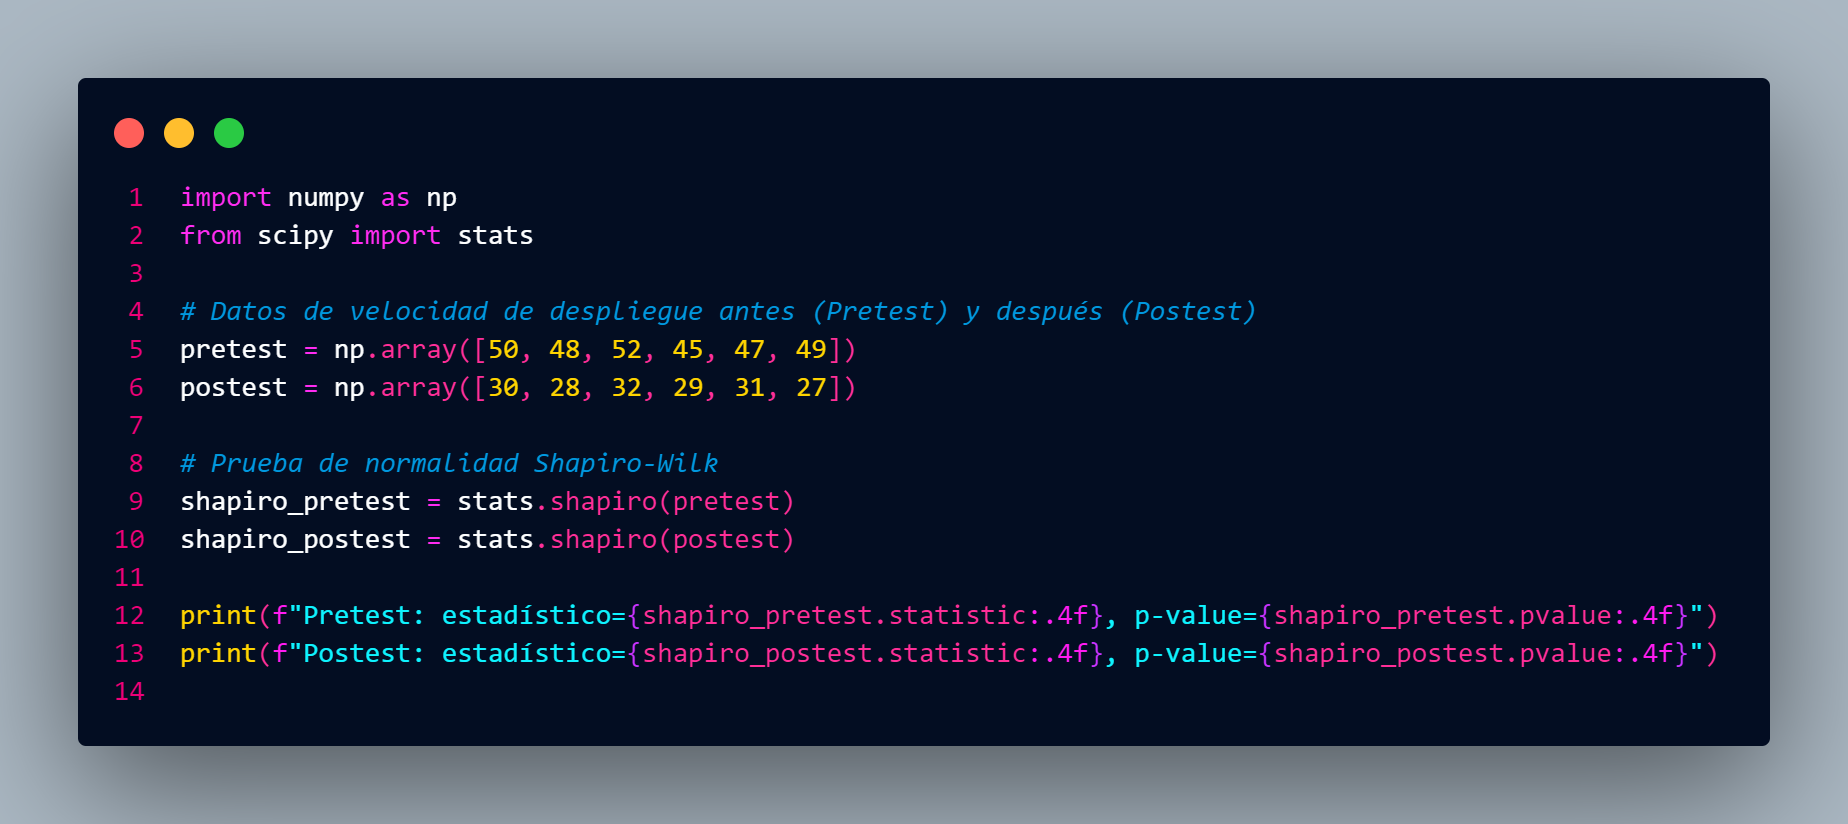 1 import numpy as np
2 from scipy import stats
3
4 # Datos de velocidad de despliegue antes (Pretest) y después (Postest)
5 pretest = np.array([50, 48, 52, 45, 47, 49])
6 postest = np.array([30, 28, 32, 29, 31, 27])
7
8 # Prueba de normalidad Shapiro-Wilk
9 shapiro_pretest = stats.shapiro(pretest)
10 shapiro_postest = stats.shapiro(postest)
11
12 print(f"Pretest: estadístico={shapiro_pretest.statistic:.4f}, p-value={shapiro_pretest.pvalue:.4f}")
13 print(f"Postest: estadístico={shapiro_postest.statistic:.4f}, p-value={shapiro_postest.pvalue:.4f}")
14